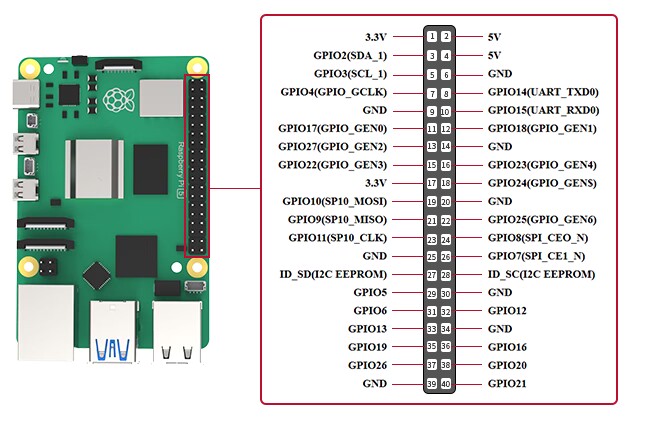 3.3V 1 2 5V
GPIO2(SDA_1) 3 4 5V
GPIO3(SCL_1) 5 6 GND
GPIO4(GPIO_GCLK) 7 8 GPIO14(UART_TXD0)
GND 9 10 GPIO15(UART_RXD0)
GPIO17(GPIO_GEN0) 11 12 GPIO18(GPIO_GEN1)
GPIO27(GPIO_GEN2) 13 14 GND
GPIO22(GPIO_GEN3) 15 16 GPIO23(GPIO_GEN4)
3.3V 17 18 GPIO24(GPIO_GENS)
GPIO10(SP10_MOSI) 19 20 GND
GPIO9(SP10_MISO) 21 22 GPIO25(GPIO_GEN6)
GPIO11(SP10_CLK) 23 24 GPIO8(SPI_CEO_N)
GND 25 26 GPIO7(SPI_CE1_N)
ID_SD(I2C EEPROM) 27 28 ID_SC(I2C EEPROM)
GPIO5 29 30 GND
GPIO6 31 32 GPIO12
GPIO13 33 34 GND
GPIO19 35 36 GPIO16
GPIO26 37 38 GPIO20
GND 39 40 GPIO21
Raspberry Pi 5